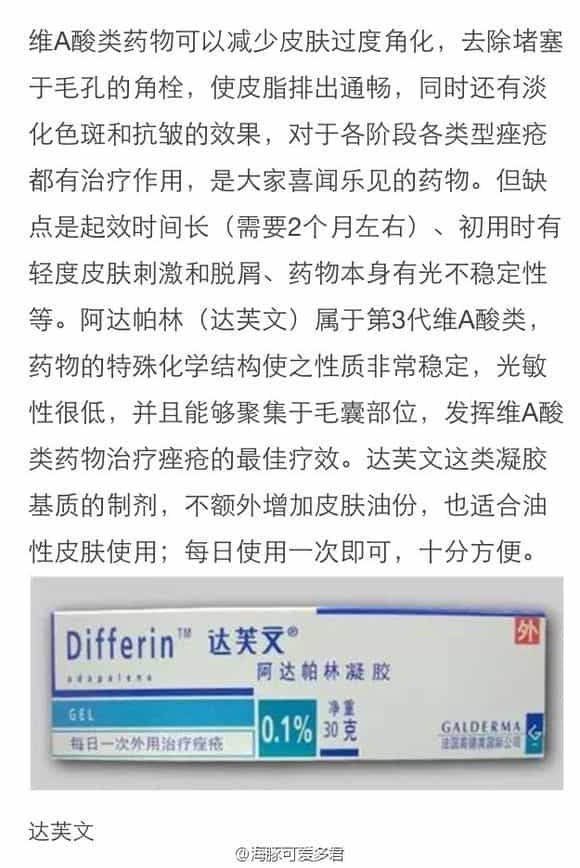 维A酸类药物可以减少皮肤过度角化，去除堵塞
于毛孔的角栓，使皮脂排出通畅，同时还有淡
化色斑和抗皱的效果，对于各阶段各类型痤疮
都有治疗作用，是大家喜闻乐见的药物。但缺
点是起效时间长（需要2个月左右）、初用时有
轻度皮肤刺激和脱屑、药物本身有光不稳定性
等。阿达帕林（达芙文）属于第3代维A酸类，
药物的特殊化学结构使之性质非常稳定，光敏
性很低，并且能够聚集于毛囊部位，发挥维A酸
类药物治疗痤疮的最佳疗效。达芙文这类凝胶
基质的制剂，不额外增加皮肤油份，也适合油
性皮肤使用；每日使用一次即可，十分方便。
Differin™ 达芙文®
外
adapalene
阿达帕林凝胶
GEL
每日一次外用治疗痤疮
0.1%
净重
30克
GALDERMA
法国高德美国际公司
达芙文
@海豚可爱多君